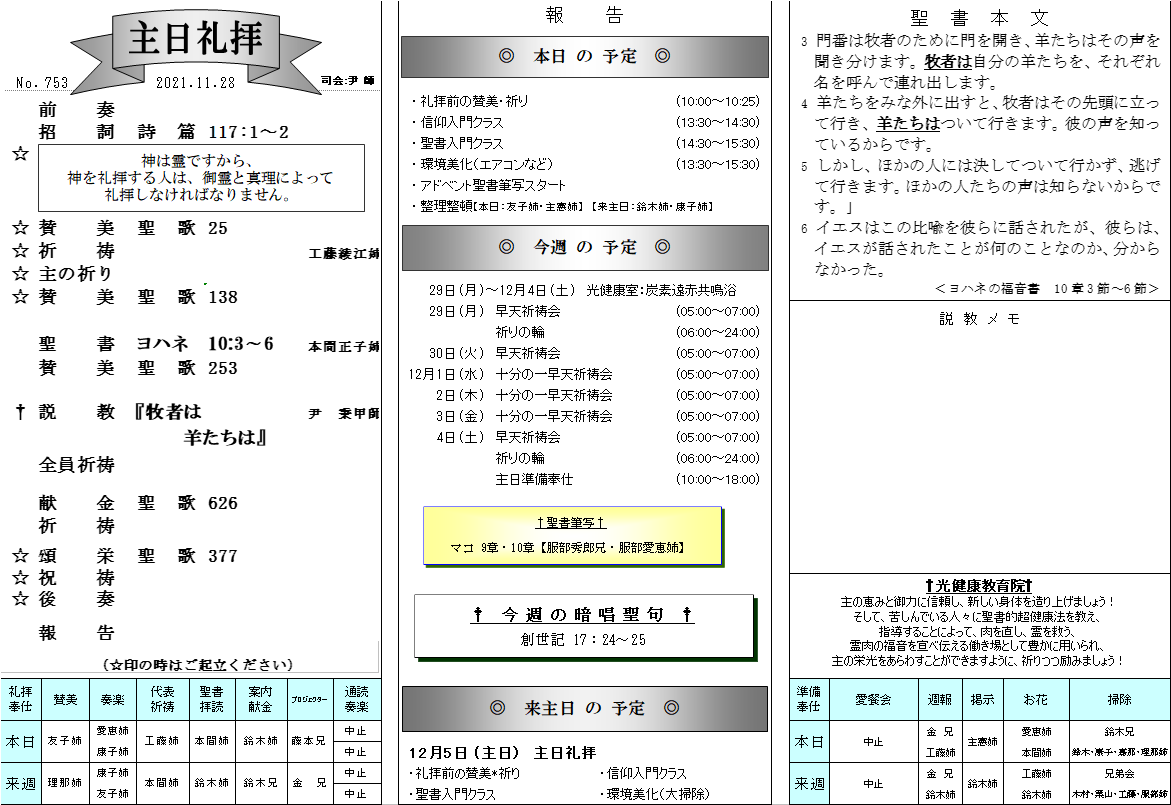 主日礼拝
No. 753　2021.11.28　司会:尹 師
前　奏
招　詞　詩　篇　117:1～2
☆ 神は霊ですから、
神を礼拝する人は、御霊と真理によって
礼拝しなければなりません。
☆ 賛　美　聖　歌　25
☆ 祈　祷　工藤綾江姉
☆ 主の祈り
☆ 賛　美　聖　歌　138
聖　書　ヨハネ　10:3～6　本間正子姉
賛　美　聖　歌　253
† 説　教　『牧者は　尹　秉甲師
羊たちは』
全員祈祷
献　金　聖　歌　626
祈　祷
☆ 頌　栄　聖　歌　377
☆ 祝　祷
☆ 後　奏
報　告
(☆印の時はご起立ください)
礼拝奉仕　賛美　奏楽　代表祈祷　聖書拝読　案内献金　プロジェクター　通読奏楽
本日　友子姉　愛恵姉 康子姉　工藤姉　本間姉　鈴木姉　藤本兄　中止 中止
来週　理那姉　康子姉 友子姉　本間姉　鈴木姉　鈴木兄　金　兄　中止 中止
報　告
◎　本日 の 予定　◎
・礼拝前の賛美・祈り　(10:00～10:25)
・信仰入門クラス　(13:30～14:30)
・聖書入門クラス　(14:30～15:30)
・環境美化(エアコンなど)　(13:30～15:30)
・アドベント聖書筆写スタート
・整理整頓【本日:友子姉・主憲姉】【来主日:鈴木姉・康子姉】
◎　今週 の 予定　◎
29日(月)～12月4日(土)　光健康室:炭素遠赤共鳴浴
29日(月)　早天祈祷会　(05:00～07:00)
祈りの輪　(06:00～24:00)
30日(火)　早天祈祷会　(05:00～07:00)
12月1日(水)　十分の一早天祈祷会　(05:00～07:00)
2日(木)　十分の一早天祈祷会　(05:00～07:00)
3日(金)　十分の一早天祈祷会　(05:00～07:00)
4日(土)　早天祈祷会　(05:00～07:00)
祈りの輪　(06:00～24:00)
主日準備奉仕　(10:00～18:00)
†聖書筆写†
マコ 9章・10章【服部秀郎兄・服部愛恵姉】
†　今週の暗唱聖句　†
創世記 17：24～25
◎　来主日 の 予定　◎
12月5日(主日)　主日礼拝
・礼拝前の賛美*祈り　・信仰入門クラス
・聖書入門クラス　・環境美化(大掃除)
聖 書 本 文
3 門番は牧者のために門を開き、羊たちはその声を
聞き分けます。牧者は自分の羊たちを、それぞれ
名を呼んで連れ出します。
4 羊たちをみな外に出すと、牧者はその先頭に立っ
て行き、羊たちはついて行きます。彼の声を知っ
ているからです。
5 しかし、ほかの人には決してついて行かず、逃げ
て行きます。ほかの人たちの声は知らないからで
す。」
6 イエスはこの比喩を彼らに話されたが、彼らは、
イエスが話されたことが何のことなのか、分から
なかった。
＜ヨハネの福音書　10章3節～6節＞
説 教 メ モ
†光健康教育院†
主の恵みと御力に信頼し、新しい身体を造り上げましょう！
そして、苦しんでいる人々に聖書的超健康法を教え、
指導することによって、肉を直し、霊を救う、
霊肉の福音を宣べ伝える働き場として豊かに用いられ、
主の栄光をあらわすことができますように、祈りつつ励みましょう！
準備奉仕　愛餐会　週報　掲示　お花　掃除
本日　中止　金　兄 工藤姉　主憲姉　愛恵姉 本間姉　鈴木兄 鈴木・康子・恵那・理那姉
来週　中止　金　兄 鈴木姉　鈴木姉　工藤姉 鈴木姉　兄弟会 木村・栗山・工藤・服部姉